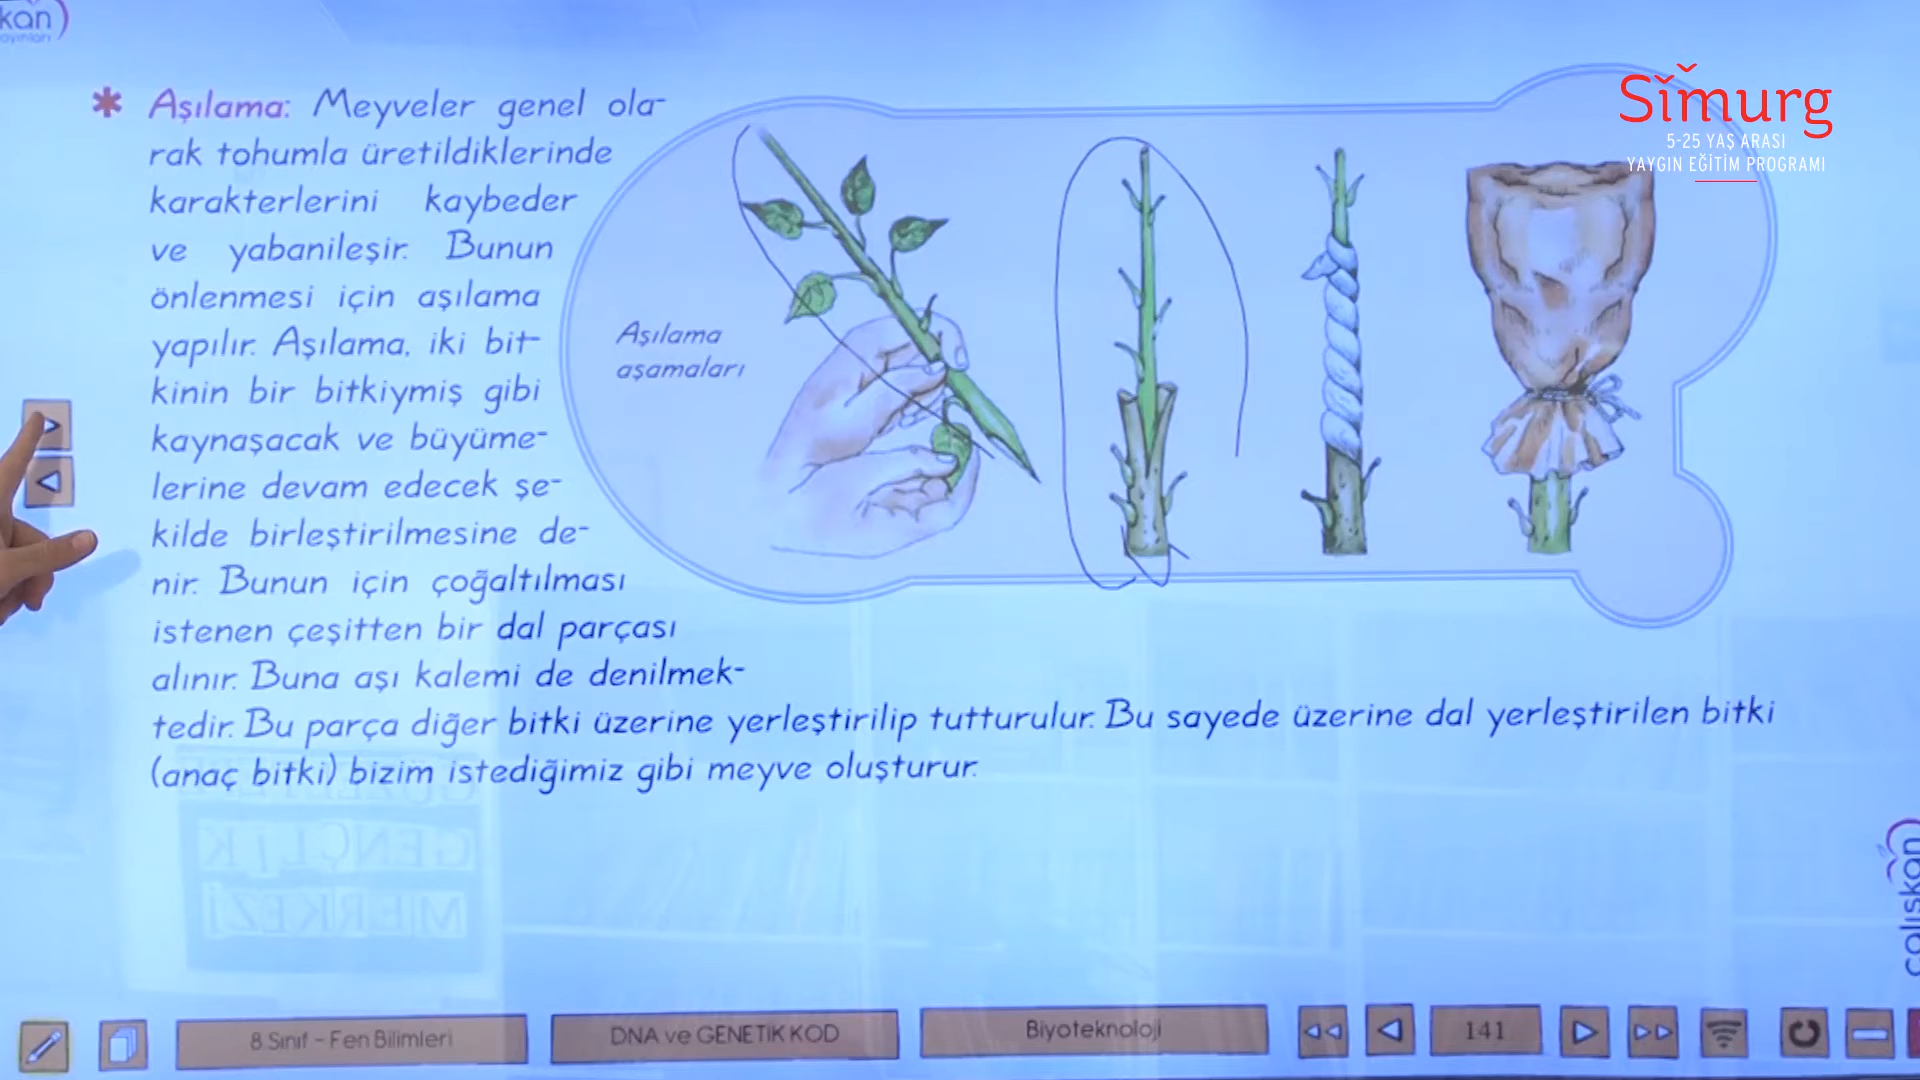 kan
yayınları
Simurg
5-25 YAŞ ARASI
YAYGIN EĞİTİM PROGRAMI
* Aşılama: Meyveler genel ola-
rak tohumla üretildiklerinde
karakterlerini kaybeder
ve yabanileşir. Bunun
önlenmesi için aşılama
yapılır. Aşılama, iki bit-
kinin bir bitkiymiş gibi
kaynaşacak ve büyüme-
lerine devam edecek şe-
kilde birleştirilmesine de-
nir. Bunun için çoğaltılması
istenen çeşitten bir dal parçası
alınır. Buna aşı kalemi de denilmek-
tedir. Bu parça diğer bitki üzerine yerleştirilip tutturulur. Bu sayede üzerine dal yerleştirilen bitki
(anaç bitki) bizim istediğimiz gibi meyve oluşturur.
Aşılama
aşamaları
GENÇLİK
MERKEZİ
çalışkan
8. Sınıf - Fen Bilimleri
DNA ve GENETİK KOD
Biyoteknoloji
141